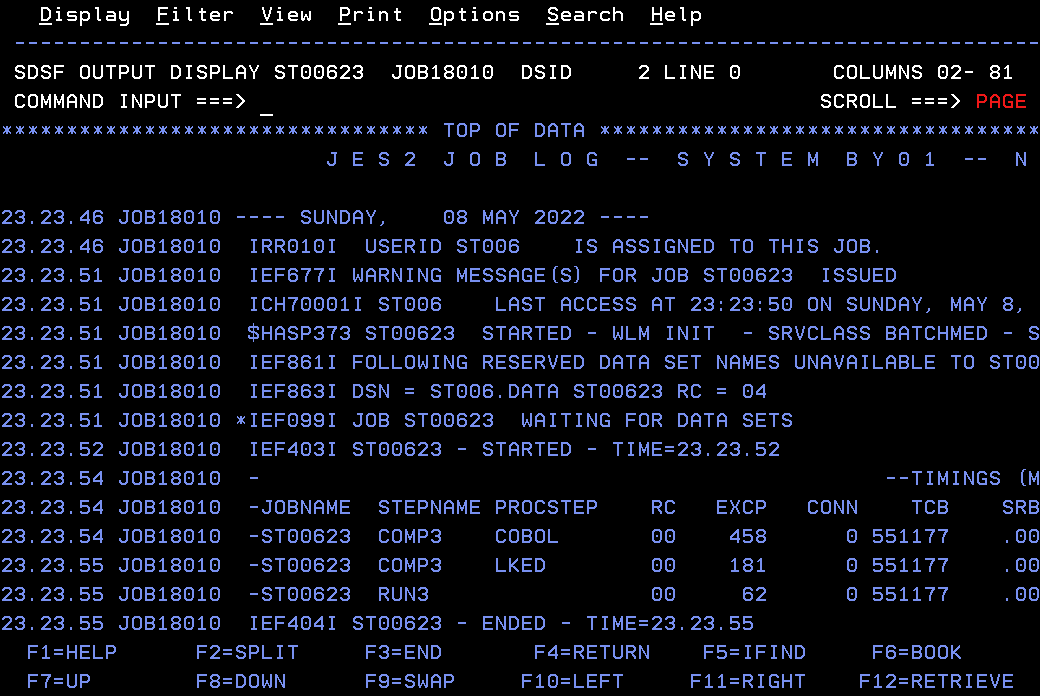 Display  Filter  View  Print  Options  Search  Help
-------------------------------------------------------------------------------
SDSF OUTPUT DISPLAY ST00623  JOB18010  DSID     2 LINE 0       COLUMNS 02- 81
COMMAND INPUT ===> _                                          SCROLL ===> PAGE
********************************* TOP OF DATA **********************************
                         J E S 2  J O B  L O G  --  S Y S T E M  B Y 0 1  --  N
23.23.46 JOB18010 ---- SUNDAY,    08 MAY 2022 ----
23.23.46 JOB18010  IRR010I  USERID ST006    IS ASSIGNED TO THIS JOB.
23.23.51 JOB18010  IEF677I WARNING MESSAGE(S) FOR JOB ST00623  ISSUED
23.23.51 JOB18010  ICH70001I ST006    LAST ACCESS AT 23:23:50 ON SUNDAY, MAY 8,
23.23.51 JOB18010  $HASP373 ST00623  STARTED - WLM INIT  - SRVCLASS BATCHMED - S
23.23.51 JOB18010  IEF861I FOLLOWING RESERVED DATA SET NAMES UNAVAILABLE TO ST00
23.23.51 JOB18010  IEF863I DSN = ST006.DATA ST00623 RC = 04
23.23.51 JOB18010 *IEF099I JOB ST00623  WAITING FOR DATA SETS
23.23.52 JOB18010  IEF403I ST00623 - STARTED - TIME=23.23.52
23.23.54 JOB18010  -                                                --TIMINGS (M
23.23.54 JOB18010  -JOBNAME  STEPNAME PROCSTEP    RC   EXCP   CONN    TCB    SRB
23.23.54 JOB18010  -ST00623  COMP3    COBOL       00    458      0 551177    .00
23.23.55 JOB18010  -ST00623  COMP3    LKED        00    181      0 551177    .00
23.23.55 JOB18010  -ST00623  RUN3                 00     62      0 551177    .00
23.23.55 JOB18010  IEF404I ST00623 - ENDED - TIME=23.23.55
F1=HELP      F2=SPLIT     F3=END       F4=RETURN    F5=IFIND     F6=BOOK
F7=UP        F8=DOWN      F9=SWAP      F10=LEFT     F11=RIGHT    F12=RETRIEVE